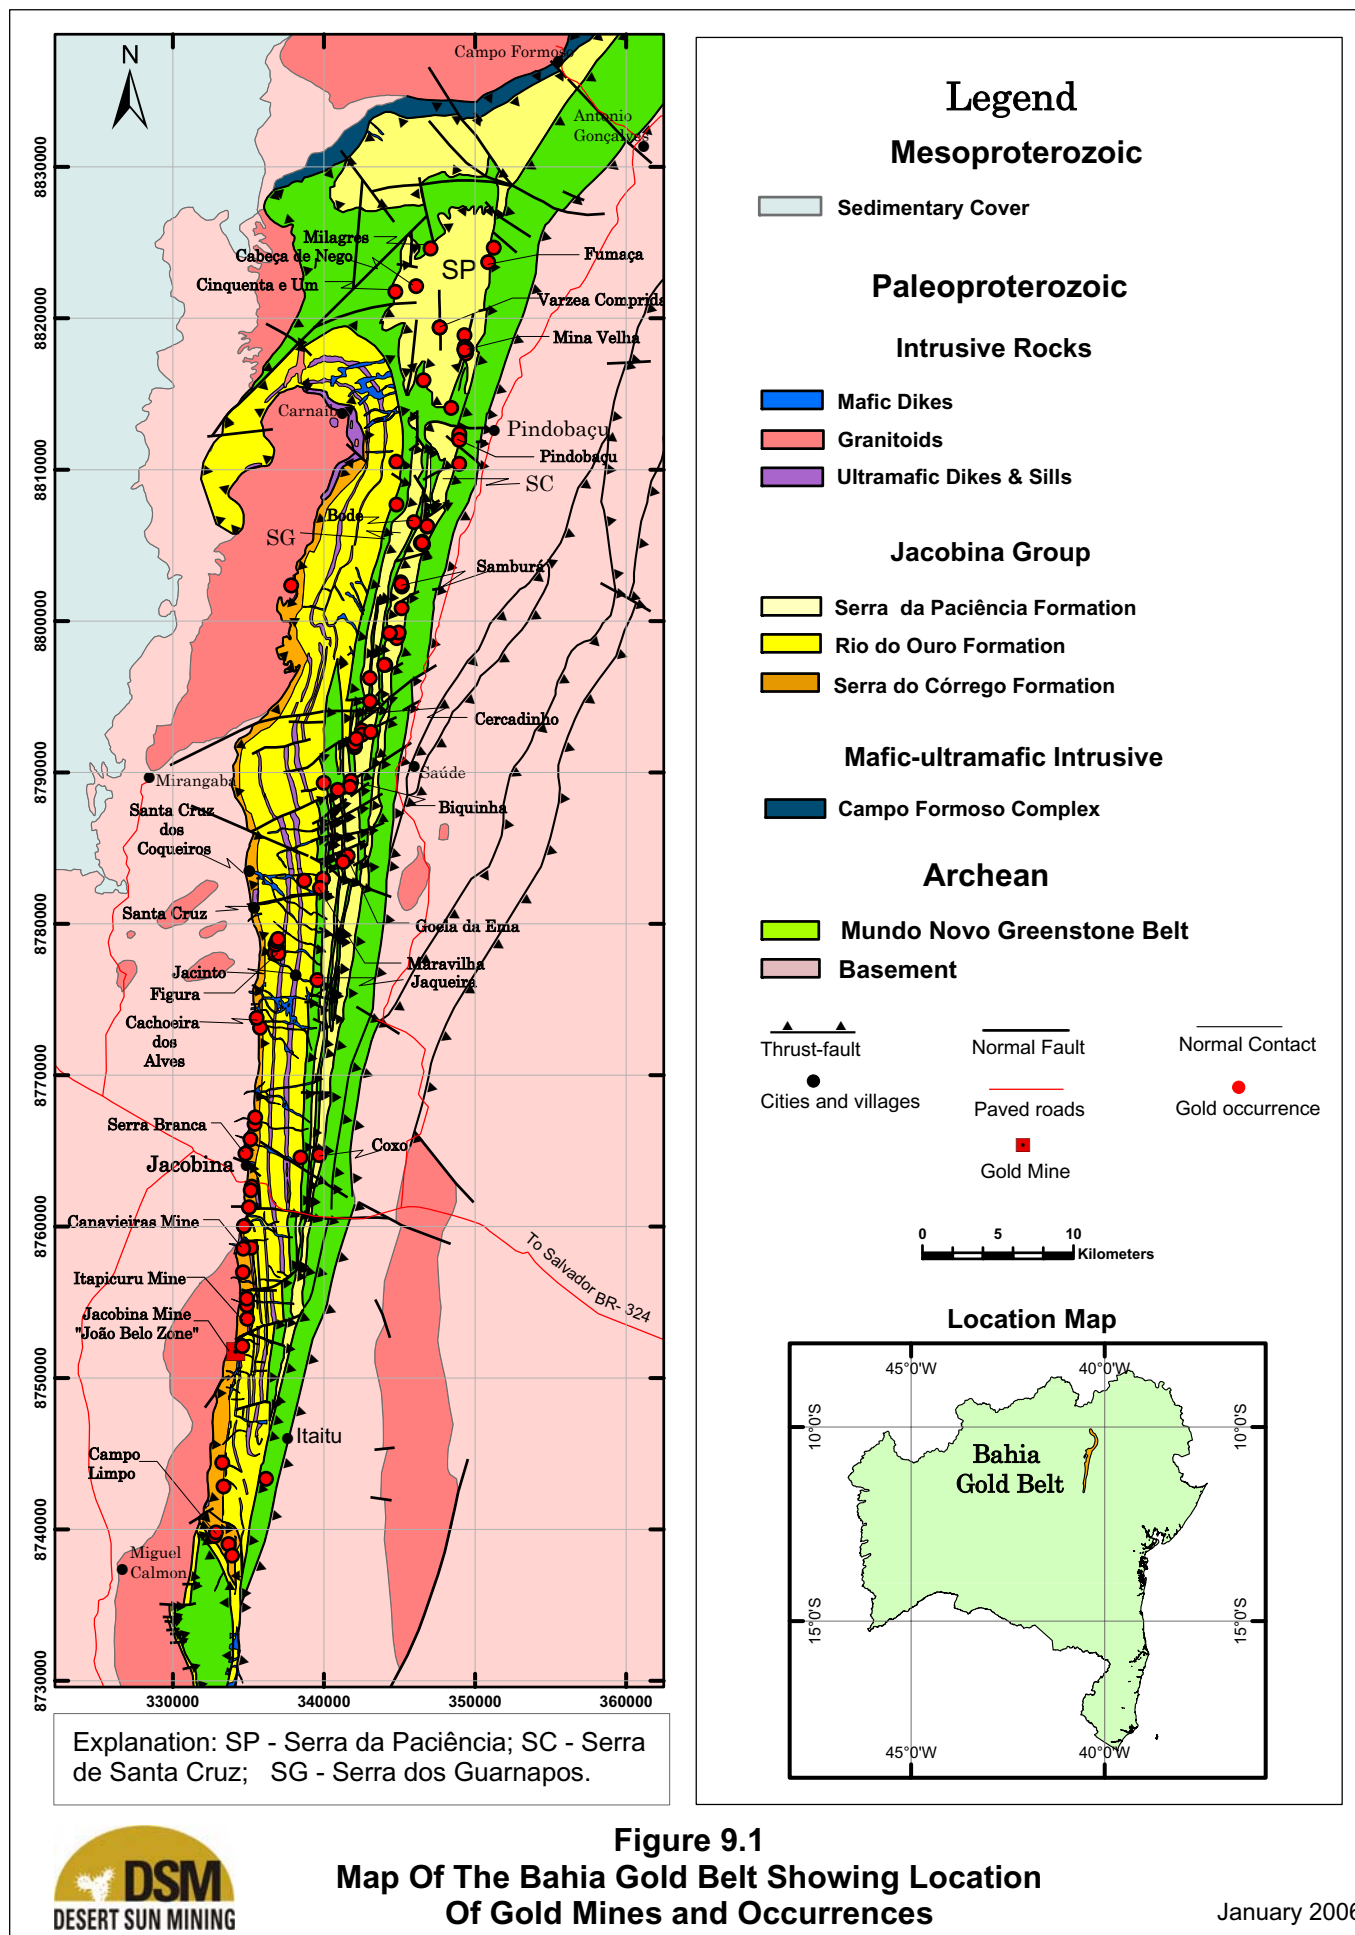 N
Campo Formoso
Antonio
Gonçalves
Milagres
Cabeça de Nego
SP
Fumaça
Cinquenta e Um
Varzea Comprida
Mina Velha
Carnaib
Pindobaçu
Pindobaçu
SC
Bode
SG
Samburá
Cercadinho
Saúde
Mirangaba
Biquinha
Santa Cruz
dos
Coqueiros
Santa Cruz
Goela da Ema
Maravilha
Jaqueira
Jacinto
Figura
Cachoeira
dos
Alves
Serra Branca
Coxo
Jacobina
Canavieiras Mine
To Salvador BR- 324
Itapicuru Mine
Jacobina Mine
"João Belo Zone"
Itaitu
Campo
Limpo
Miguel
Calmon
8830000
8820000
8810000
8800000
8790000
8780000
8770000
8760000
8750000
8740000
8730000
330000 340000 350000 360000
Explanation: SP - Serra da Paciência; SC - Serra
de Santa Cruz; SG - Serra dos Guarnapos.
Legend
Mesoproterozoic
Sedimentary Cover
Paleoproterozoic
Intrusive Rocks
Mafic Dikes
Granitoids
Ultramafic Dikes & Sills
Jacobina Group
Serra da Paciência Formation
Rio do Ouro Formation
Serra do Córrego Formation
Mafic-ultramafic Intrusive
Campo Formoso Complex
Archean
Mundo Novo Greenstone Belt
Basement
Thrust-fault
Normal Fault
Normal Contact
Cities and villages
Paved roads
Gold occurrence
Gold Mine
0 5 10
Kilometers
Location Map
45°0'W 40°0'W
10°0'S 10°0'S
Bahia
Gold Belt
15°0'S 15°0'S
45°0'W 40°0'W
DSM
DESERT SUN MINING
Figure 9.1
Map Of The Bahia Gold Belt Showing Location
Of Gold Mines and Occurrences
January 2006